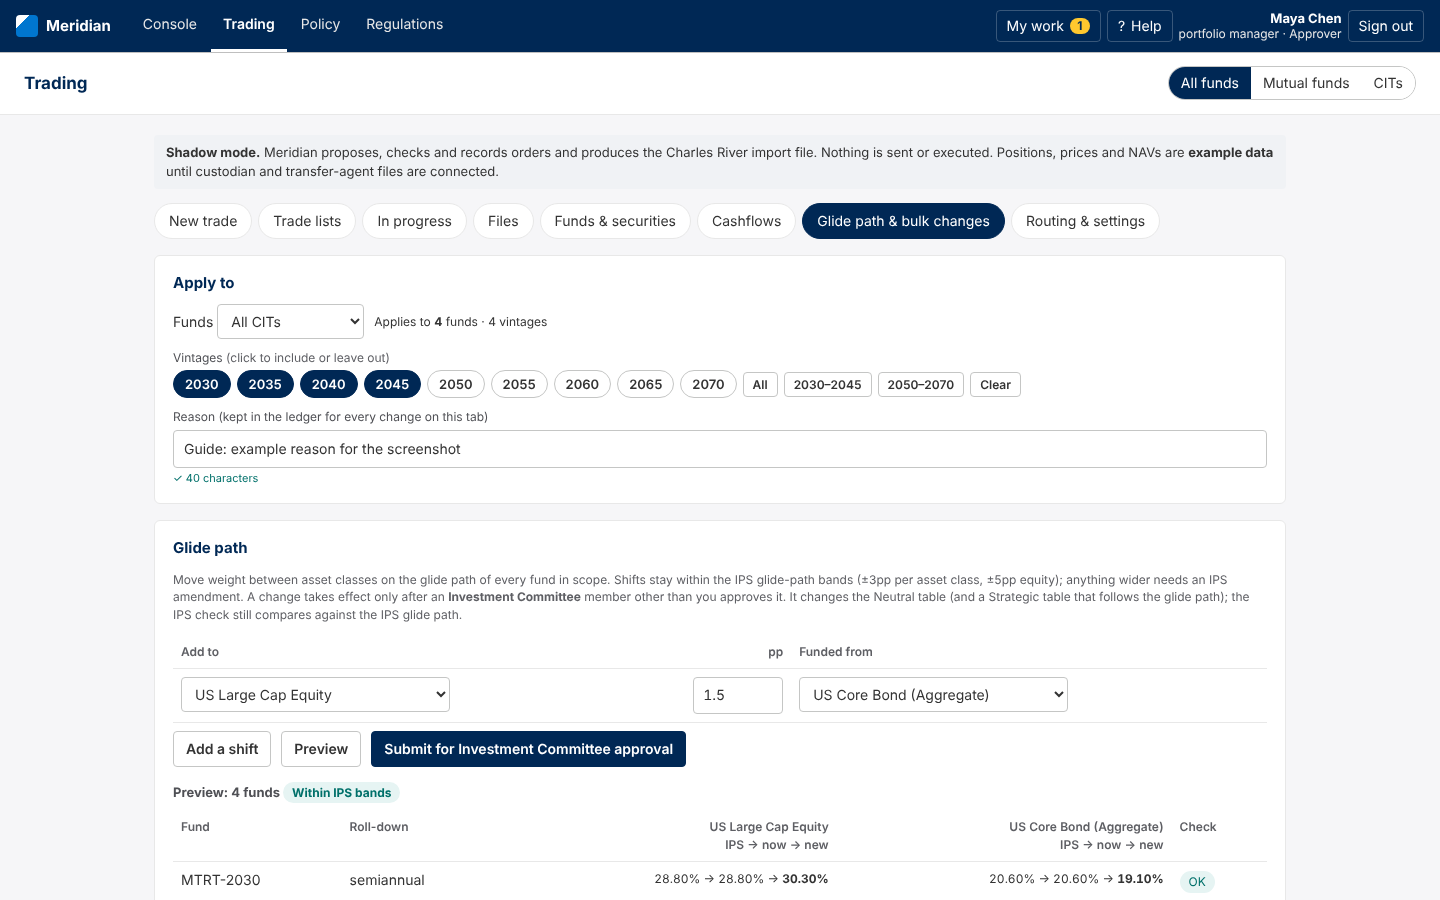 Meridian
Console
Trading
Policy
Regulations
My work 1
? Help
Maya Chen
portfolio manager · Approver
Sign out
Trading
All funds
Mutual funds
CITs
Shadow mode. Meridian proposes, checks and records orders and produces the Charles River import file. Nothing is sent or executed. Positions, prices and NAVs are example data
until custodian and transfer-agent files are connected.
New trade
Trade lists
In progress
Files
Funds & securities
Cashflows
Glide path & bulk changes
Routing & settings
Apply to
Funds All CITs Applies to 4 funds · 4 vintages
Vintages (click to include or leave out)
2030 2035 2040 2045 2050 2055 2060 2065 2070 All 2030–2045 2050–2070 Clear
Reason (kept in the ledger for every change on this tab)
Guide: example reason for the screenshot
✓ 40 characters
Glide path
Move weight between asset classes on the glide path of every fund in scope. Shifts stay within the IPS glide-path bands (±3pp per asset class, ±5pp equity); anything wider needs an IPS
amendment. A change takes effect only after an Investment Committee member other than you approves it. It changes the Neutral table (and a Strategic table that follows the glide path); the
IPS check still compares against the IPS glide path.
Add to pp Funded from
US Large Cap Equity 1.5 US Core Bond (Aggregate)
Add a shift Preview Submit for Investment Committee approval
Preview: 4 funds Within IPS bands
Fund Roll-down US Large Cap Equity US Core Bond (Aggregate) Check
IPS → now → new IPS → now → new
MTRT-2030 semiannual 28.80% → 28.80% → 30.30% 20.60% → 20.60% → 19.10% OK